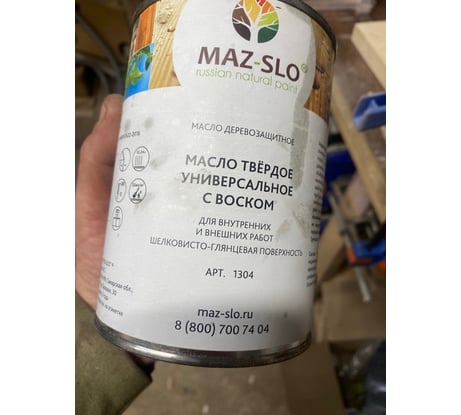 MAZ-SLO®
russian natural paint
МАСЛО ДЕРЕВОЗАЩИТНОЕ
МАСЛО ТВЁРДОЕ
УНИВЕРСАЛЬНОЕ
С ВОСКОМ
ДЛЯ ВНУТРЕННИХ
И ВНЕШНИХ РАБОТ
ШЕЛКОВИСТО-ГЛЯНЦЕВАЯ ПОВЕРХНОСТЬ
АРТ. 1304
maz-slo.ru
8 (800) 700 74 04